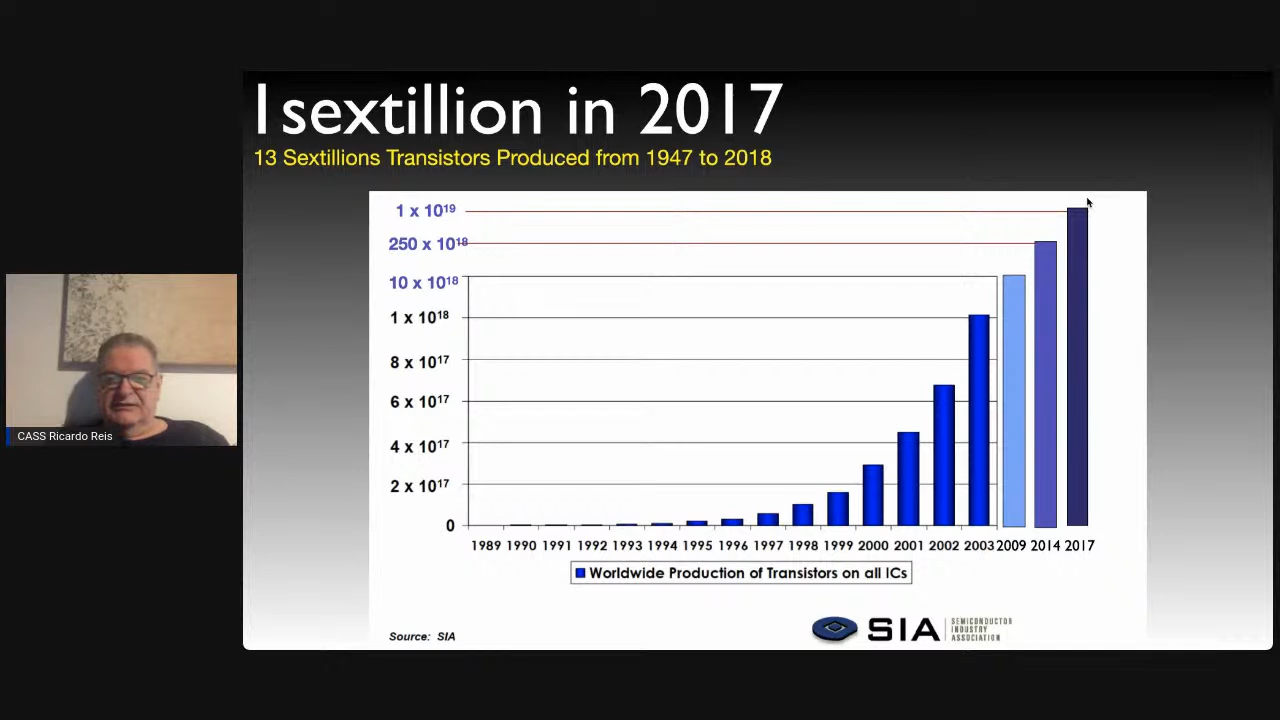 1sextillion in 2017
13 Sextillions Transistors Produced from 1947 to 2018
1 x 10¹⁹
250 x 10¹⁸
10 x 10¹⁸
1 x 10¹⁸
8 x 10¹⁷
6 x 10¹⁷
4 x 10¹⁷
2 x 10¹⁷
0
1989 1990 1991 1992 1993 1994 1995 1996 1997 1998 1999 2000 2001 2002 2003 2009 2014 2017
Worldwide Production of Transistors on all ICs
Source: SIA
SIA
SEMICONDUCTOR
INDUSTRY
ASSOCIATION
CASS Ricardo Reis